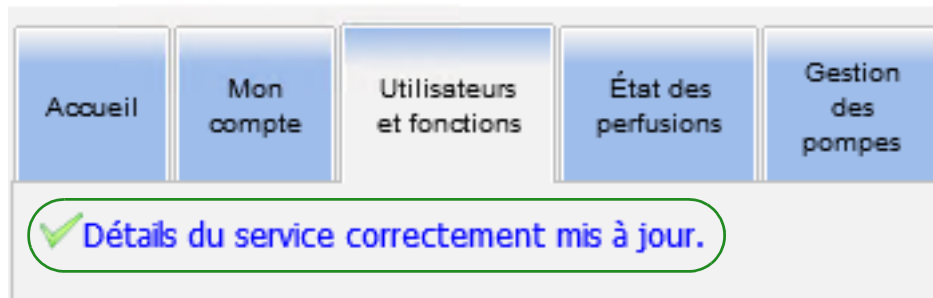 Accueil
Mon
compte
Utilisateurs
et fonctions
État des
perfusions
Gestion
des
pompes
Détails du service correctement mis à jour.